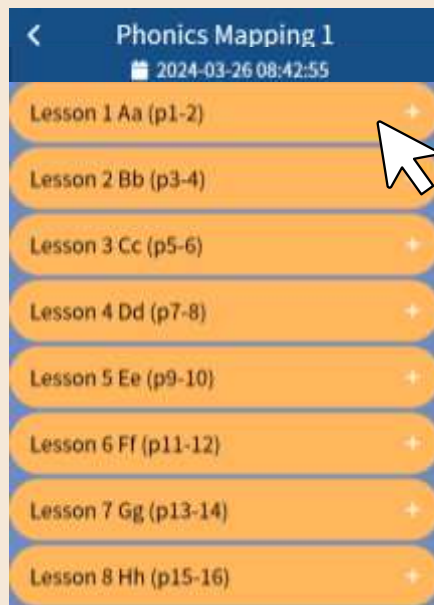 Phonics Mapping 1
2024-03-26 08:42:55
Lesson 1 Aa (p1-2)
Lesson 2 Bb (p3-4)
Lesson 3 Cc (p5-6)
Lesson 4 Dd (p7-8)
Lesson 5 Ee (p9-10)
Lesson 6 Ff (p11-12)
Lesson 7 Gg (p13-14)
Lesson 8 Hh (p15-16)